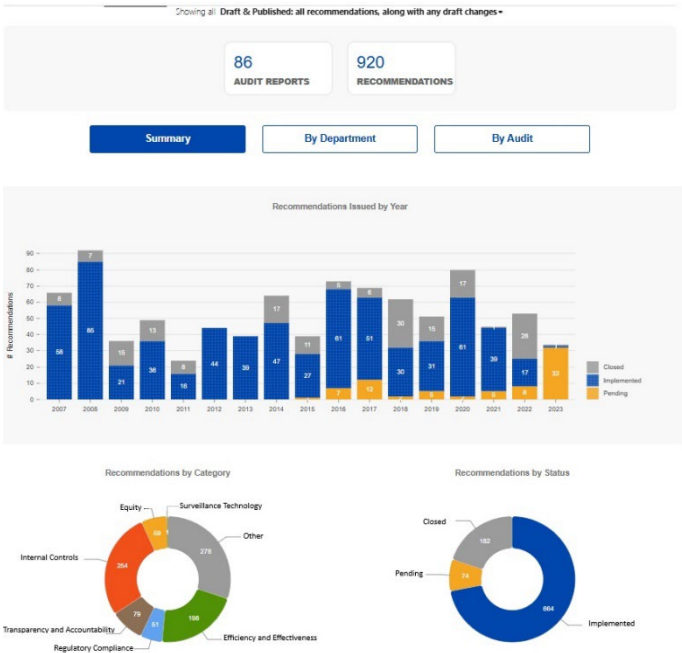 Showing all Draft & Published: all recommendations, along with any draft changes
86
AUDIT REPORTS
920
RECOMMENDATIONS
Summary
By Department
By Audit
Recommendations Issued by Year
# Recommendations
90
80
70
60
50
40
30
20
10
0
8 7 15 13 8 17 11 5 6 30 15 17 1 28
58 85 21 36 16 44 39 47 27 61 51 30 31 61 39 17
7 12 5 5 8 32
2007 2008 2009 2010 2011 2012 2013 2014 2015 2016 2017 2018 2019 2020 2021 2022 2023
Closed
Implemented
Pending
Recommendations by Category
Equity
Surveillance Technology
Other
Internal Controls
Transparency and Accountability
Regulatory Compliance
Efficiency and Effectiveness
278
198
51
79
254
59
1
Recommendations by Status
Closed
Pending
Implemented
182
74
664